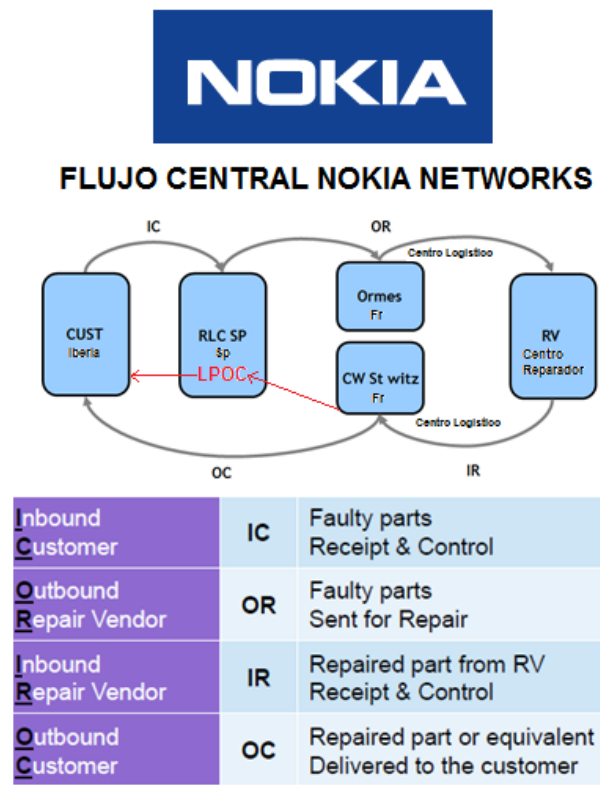 NOKIA
FLUJO CENTRAL NOKIA NETWORKS
IC
OR
Centro Logistico
CUST
Iberia
RLC SP
Sp
LPOC
Ormes
Fr
CW St witz
Fr
RV
Centro
Reparador
Centro Logistico
OC
IR
Inbound
Customer
IC
Faulty parts
Receipt & Control
Outbound
Repair Vendor
OR
Faulty parts
Sent for Repair
Inbound
Repair Vendor
IR
Repaired part from RV
Receipt & Control
Outbound
Customer
OC
Repaired part or equivalent
Delivered to the customer